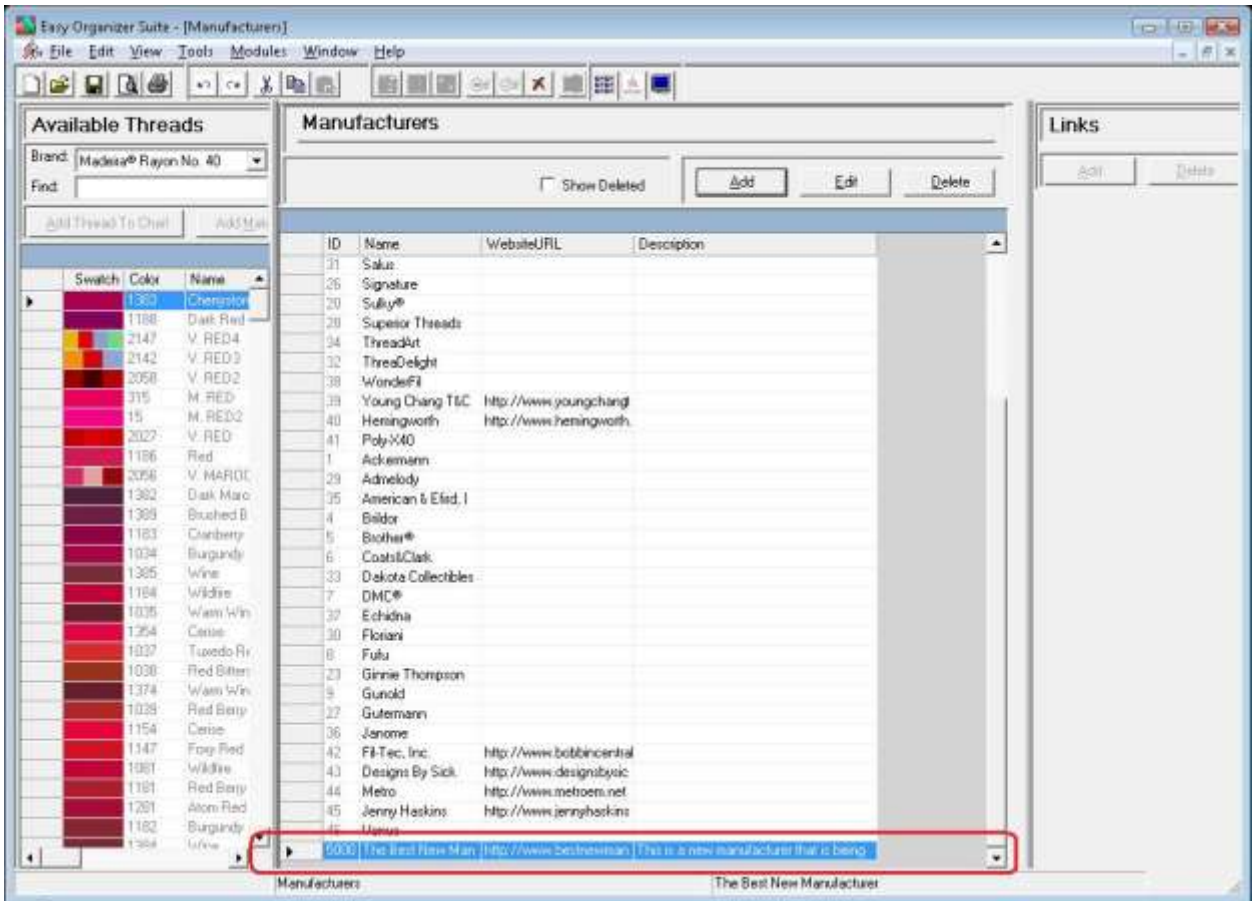 Easy Organizer Suite - [Manufacturers]
File Edit View Tools Modules Window Help
Available Threads
Brand: Madeira® Rayon No. 40
Find:
Add Thread To Chart Add
Swatch Color Name
1383
1188 Dark Red
2147 V. RED4
2142 V. RED3
2058 V. RED2
315 M. RED
15 M. RED2
2027 V. RED
1186 Red
2056 V. MAROO
1382 Dark Maro
1389 Brushed B
1183 Cranberry
1034 Burgundy
1385 Wine
1184 Wildfire
1035 Warm Win
1354 Cerise
1037 Tuxedo Re
1038 Red Bitter
1374 Warm Win
1039 Red Berry
1154 Cerise
1147 Foxy Red
1081 Wildfire
1181 Red Berry
1281 Atom Red
1182 Burgundy
1384 Wine
Manufacturers
Show Deleted Add Edit Delete
ID Name WebsiteURL Description
31 Salus
26 Signature
20 Sulky®
28 Superior Threads
34 ThreadArt
32 ThreaDelight
38 WonderFil
39 Young Chang T&C http://www.youngchangt
40 Hemingworth http://www.hemingworth.
41 Poly-X40
1 Ackermann
29 Admelody
35 American & Efird, I
4 Brildor
5 Brother®
6 Coats&Clark
33 Dakota Collectibles
7 DMC®
37 Echidna
30 Floriani
8 Fufu
23 Ginnie Thompson
9 Gunold
27 Gutermann
36 Janome
42 Fil-Tec, Inc. http://www.bobbincentral
43 Designs By Sick http://www.designsbysic
44 Metro http://www.metroem.net
45 Jenny Haskins http://www.jennyhaskins
46 Venus
6000 The Best New Man http://www.bestnewman This is a new manufacturer that is being
Links
Add Delete
Manufacturers The Best New Manufacturer